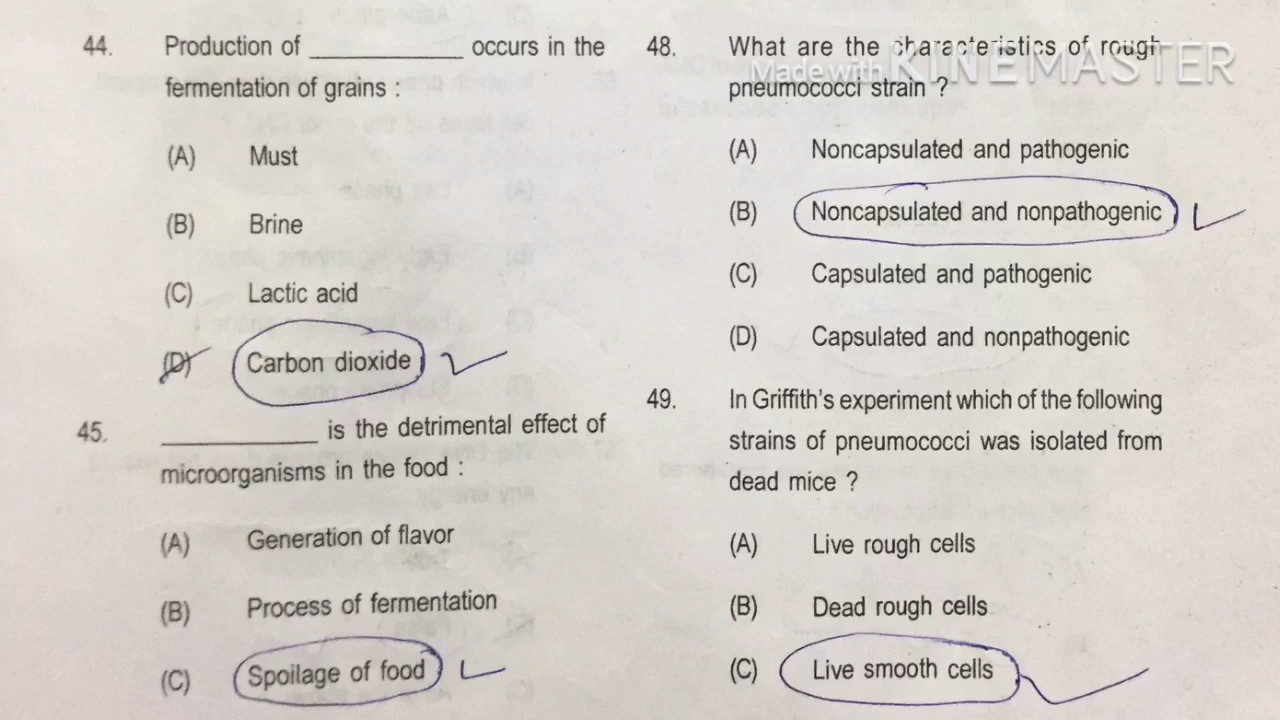 44. Production of ____________ occurs in the
fermentation of grains :
(A) Must
(B) Brine
(C) Lactic acid
(D) Carbon dioxide
45. ____________ is the detrimental effect of
microorganisms in the food :
(A) Generation of flavor
(B) Process of fermentation
(C) Spoilage of food
48. What are the characteristics of rough
pneumococci strain ?
(A) Noncapsulated and pathogenic
(B) Noncapsulated and nonpathogenic
(C) Capsulated and pathogenic
(D) Capsulated and nonpathogenic
49. In Griffith's experiment which of the following
strains of pneumococci was isolated from
dead mice ?
(A) Live rough cells
(B) Dead rough cells
(C) Live smooth cells
Made with KINEMASTER